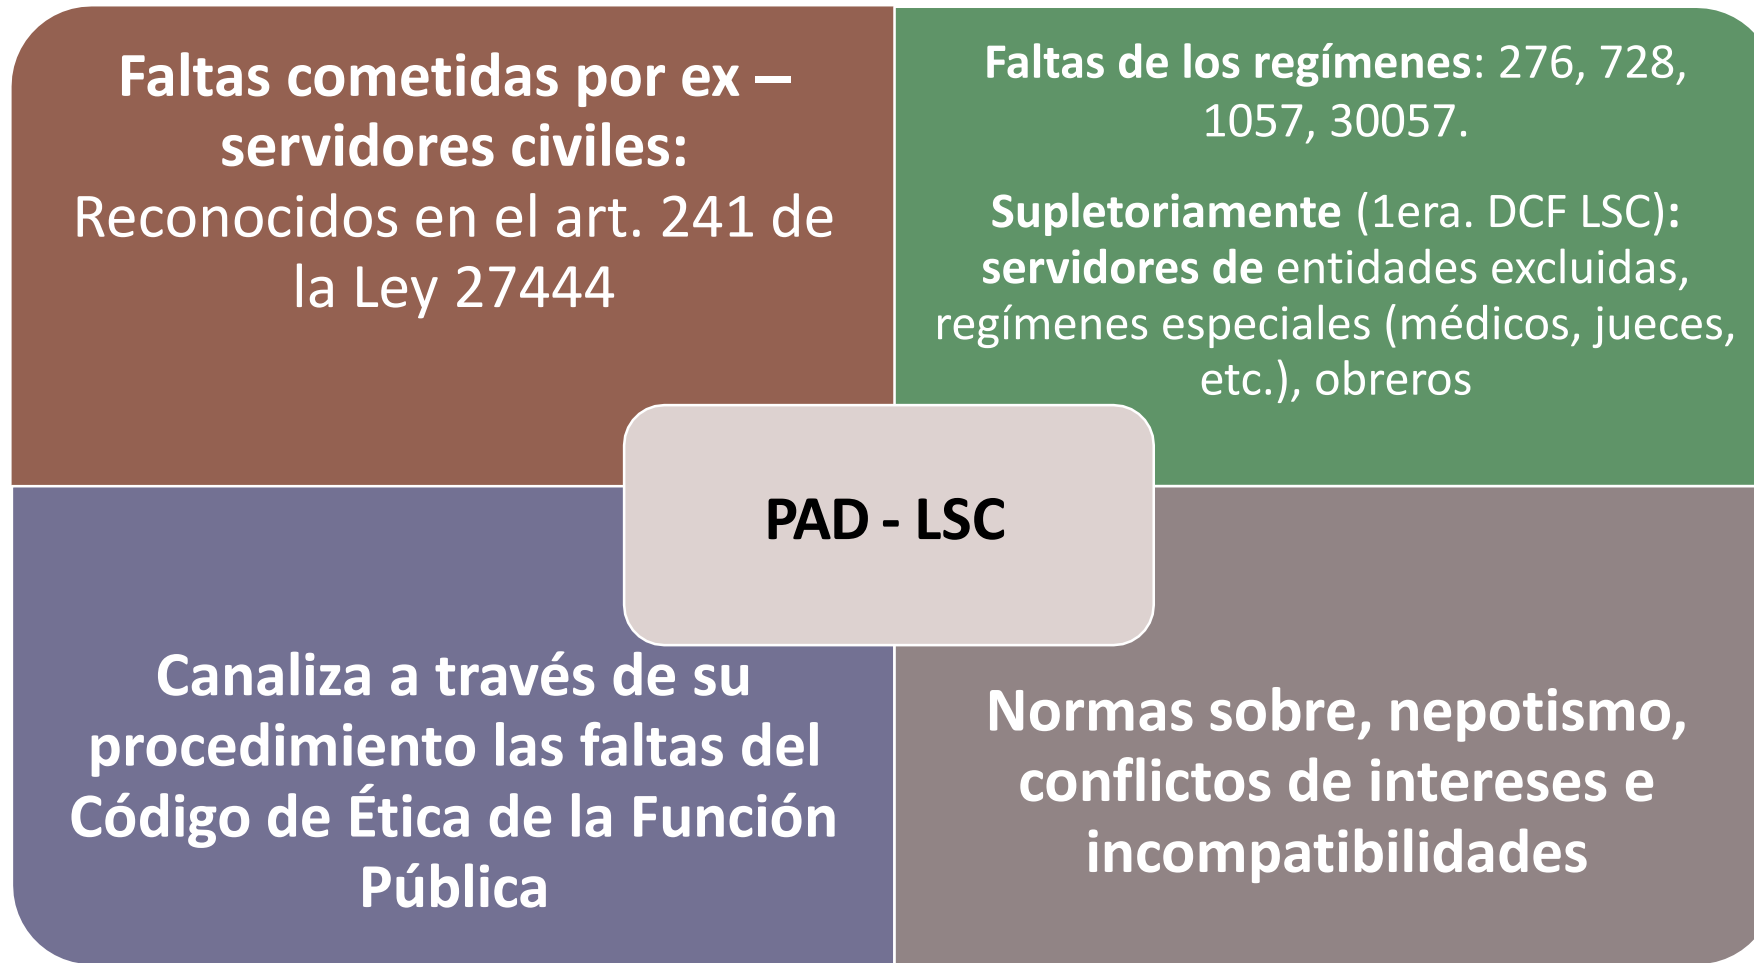 Faltas cometidas por ex –
servidores civiles:
Reconocidos en el art. 241 de
la Ley 27444
Faltas de los regímenes: 276, 728,
1057, 30057.
Supletoriamente (1era. DCF LSC):
servidores de entidades excluidas,
regímenes especiales (médicos, jueces,
etc.), obreros
PAD - LSC
Canaliza a través de su
procedimiento las faltas del
Código de Ética de la Función
Pública
Normas sobre, nepotismo,
conflictos de intereses e
incompatibilidades